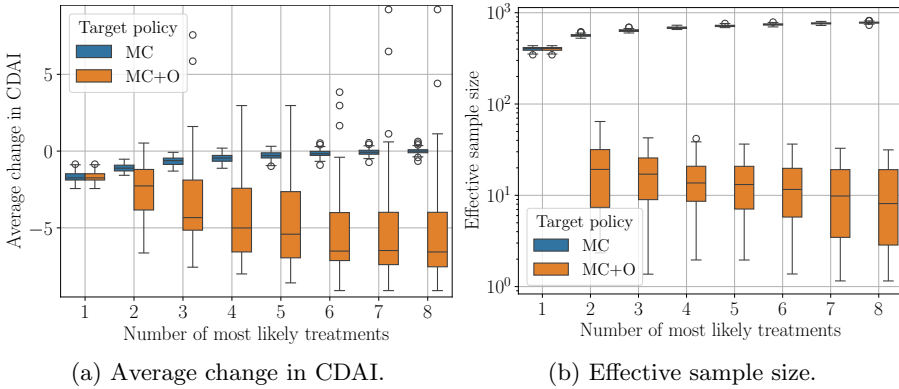 Average change in CDAI
5
0
−5
Target policy
MC
MC+O
1 2 3 4 5 6 7 8
Number of most likely treatments
(a) Average change in CDAI.
Effective sample size
10³
10²
10¹
10⁰
Target policy
MC
MC+O
1 2 3 4 5 6 7 8
Number of most likely treatments
(b) Effective sample size.